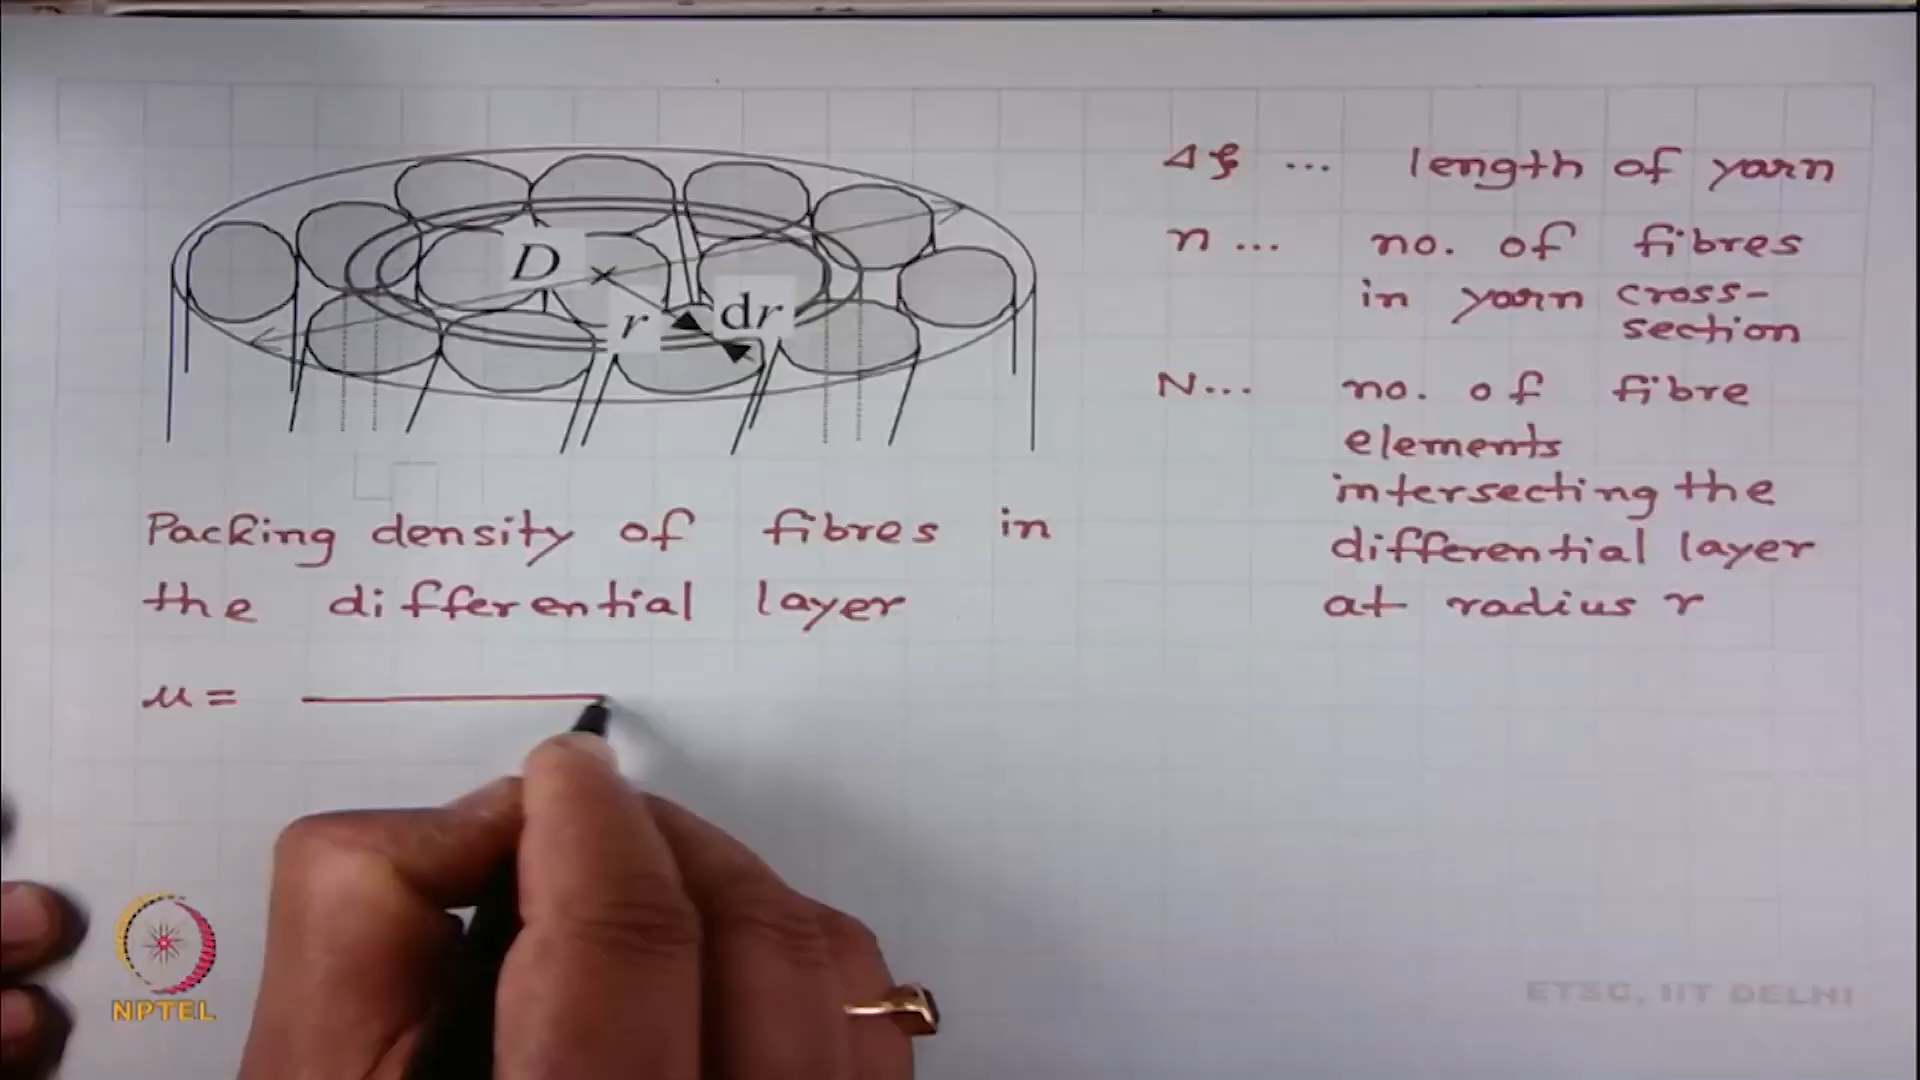 D
r
dr
Packing density of fibres in
the differential layer
μ =
Δξ ... length of yarn
n ... no. of fibres
in yarn cross-
section
N... no. of fibre
elements
intersecting the
differential layer
at radius r
NPTEL
ETSC, IIT DELHI